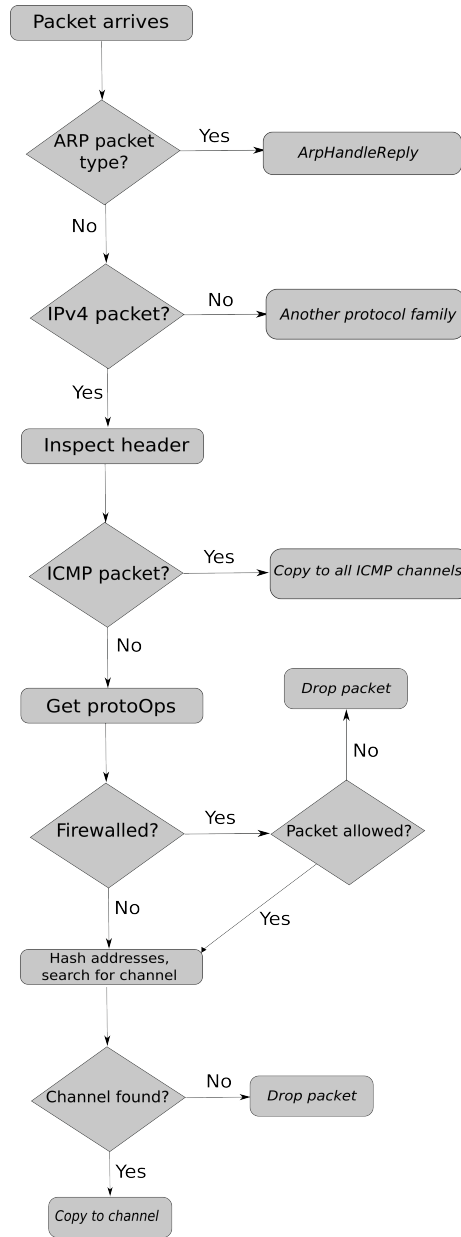 Packet arrives
ARP packet
type?
Yes
ArpHandleReply
No
IPv4 packet?
No
Another protocol family
Yes
Inspect header
ICMP packet?
Yes
Copy to all ICMP channels
No
Get protoOps
Drop packet
No
Firewalled?
Yes
Packet allowed?
No
Yes
Hash addresses,
search for channel
Channel found?
No
Drop packet
Yes
Copy to channel